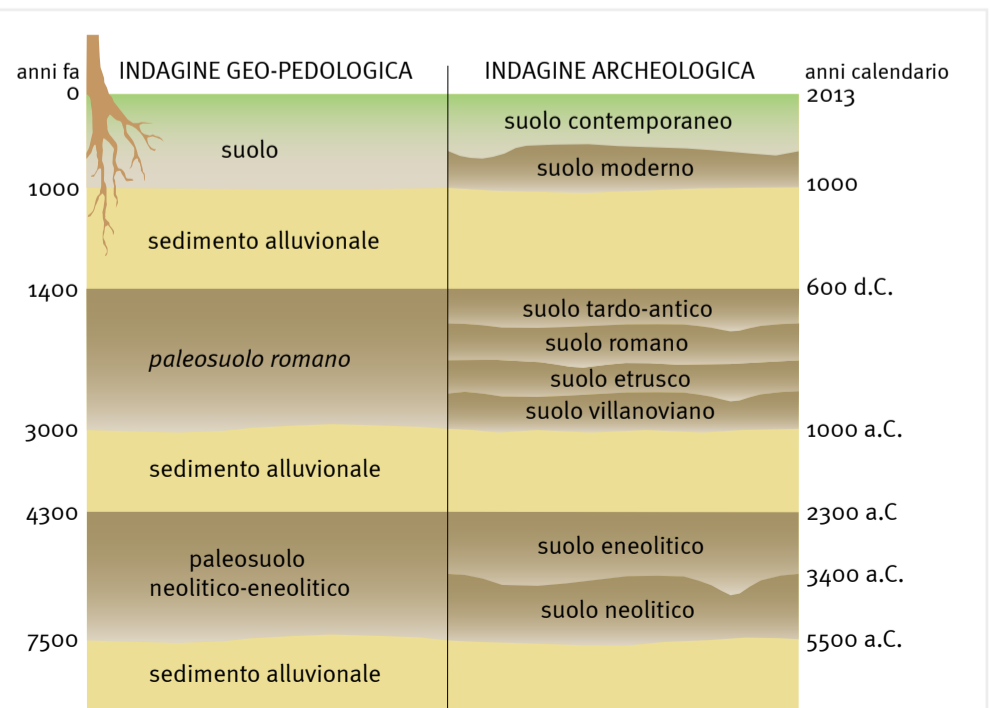 anni fa
INDAGINE GEO-PEDOLOGICA
INDAGINE ARCHEOLOGICA
anni calendario
0
2013
suolo contemporaneo
suolo
suolo moderno
1000
1000
sedimento alluvionale
1400
600 d.C.
suolo tardo-antico
suolo romano
paleosuolo romano
suolo etrusco
suolo villanoviano
3000
1000 a.C.
sedimento alluvionale
4300
2300 a.C
suolo eneolitico
paleosuolo
neolitico-eneolitico
3400 a.C.
suolo neolitico
7500
5500 a.C.
sedimento alluvionale